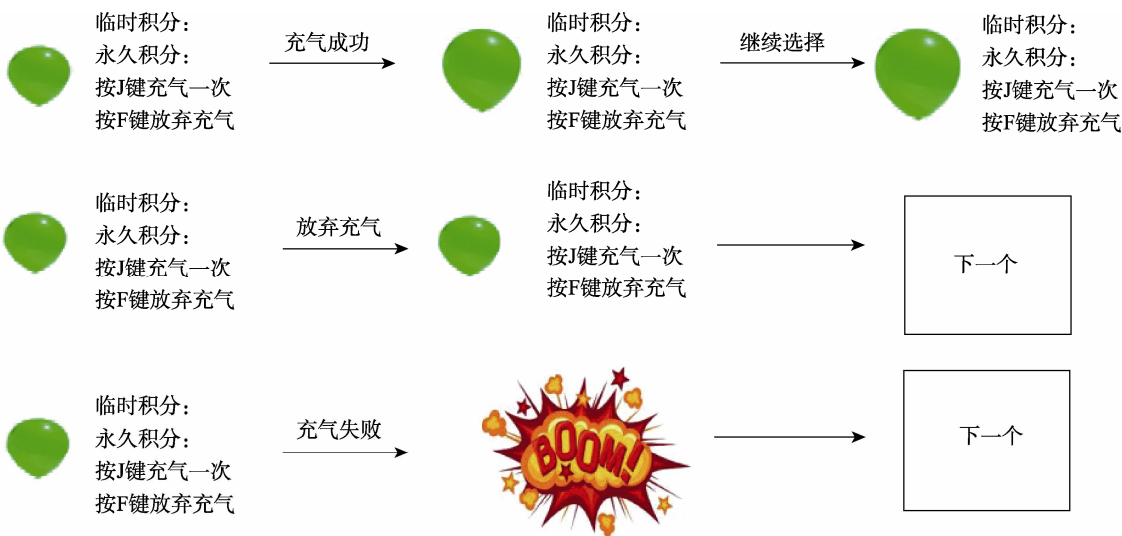 临时积分：
永久积分：
按J键充气一次
按F键放弃充气
充气成功
临时积分：
永久积分：
按J键充气一次
按F键放弃充气
继续选择
临时积分：
永久积分：
按J键充气一次
按F键放弃充气
临时积分：
永久积分：
按J键充气一次
按F键放弃充气
放弃充气
临时积分：
永久积分：
按J键充气一次
按F键放弃充气
下一个
临时积分：
永久积分：
按J键充气一次
按F键放弃充气
充气失败
BOOM!
下一个